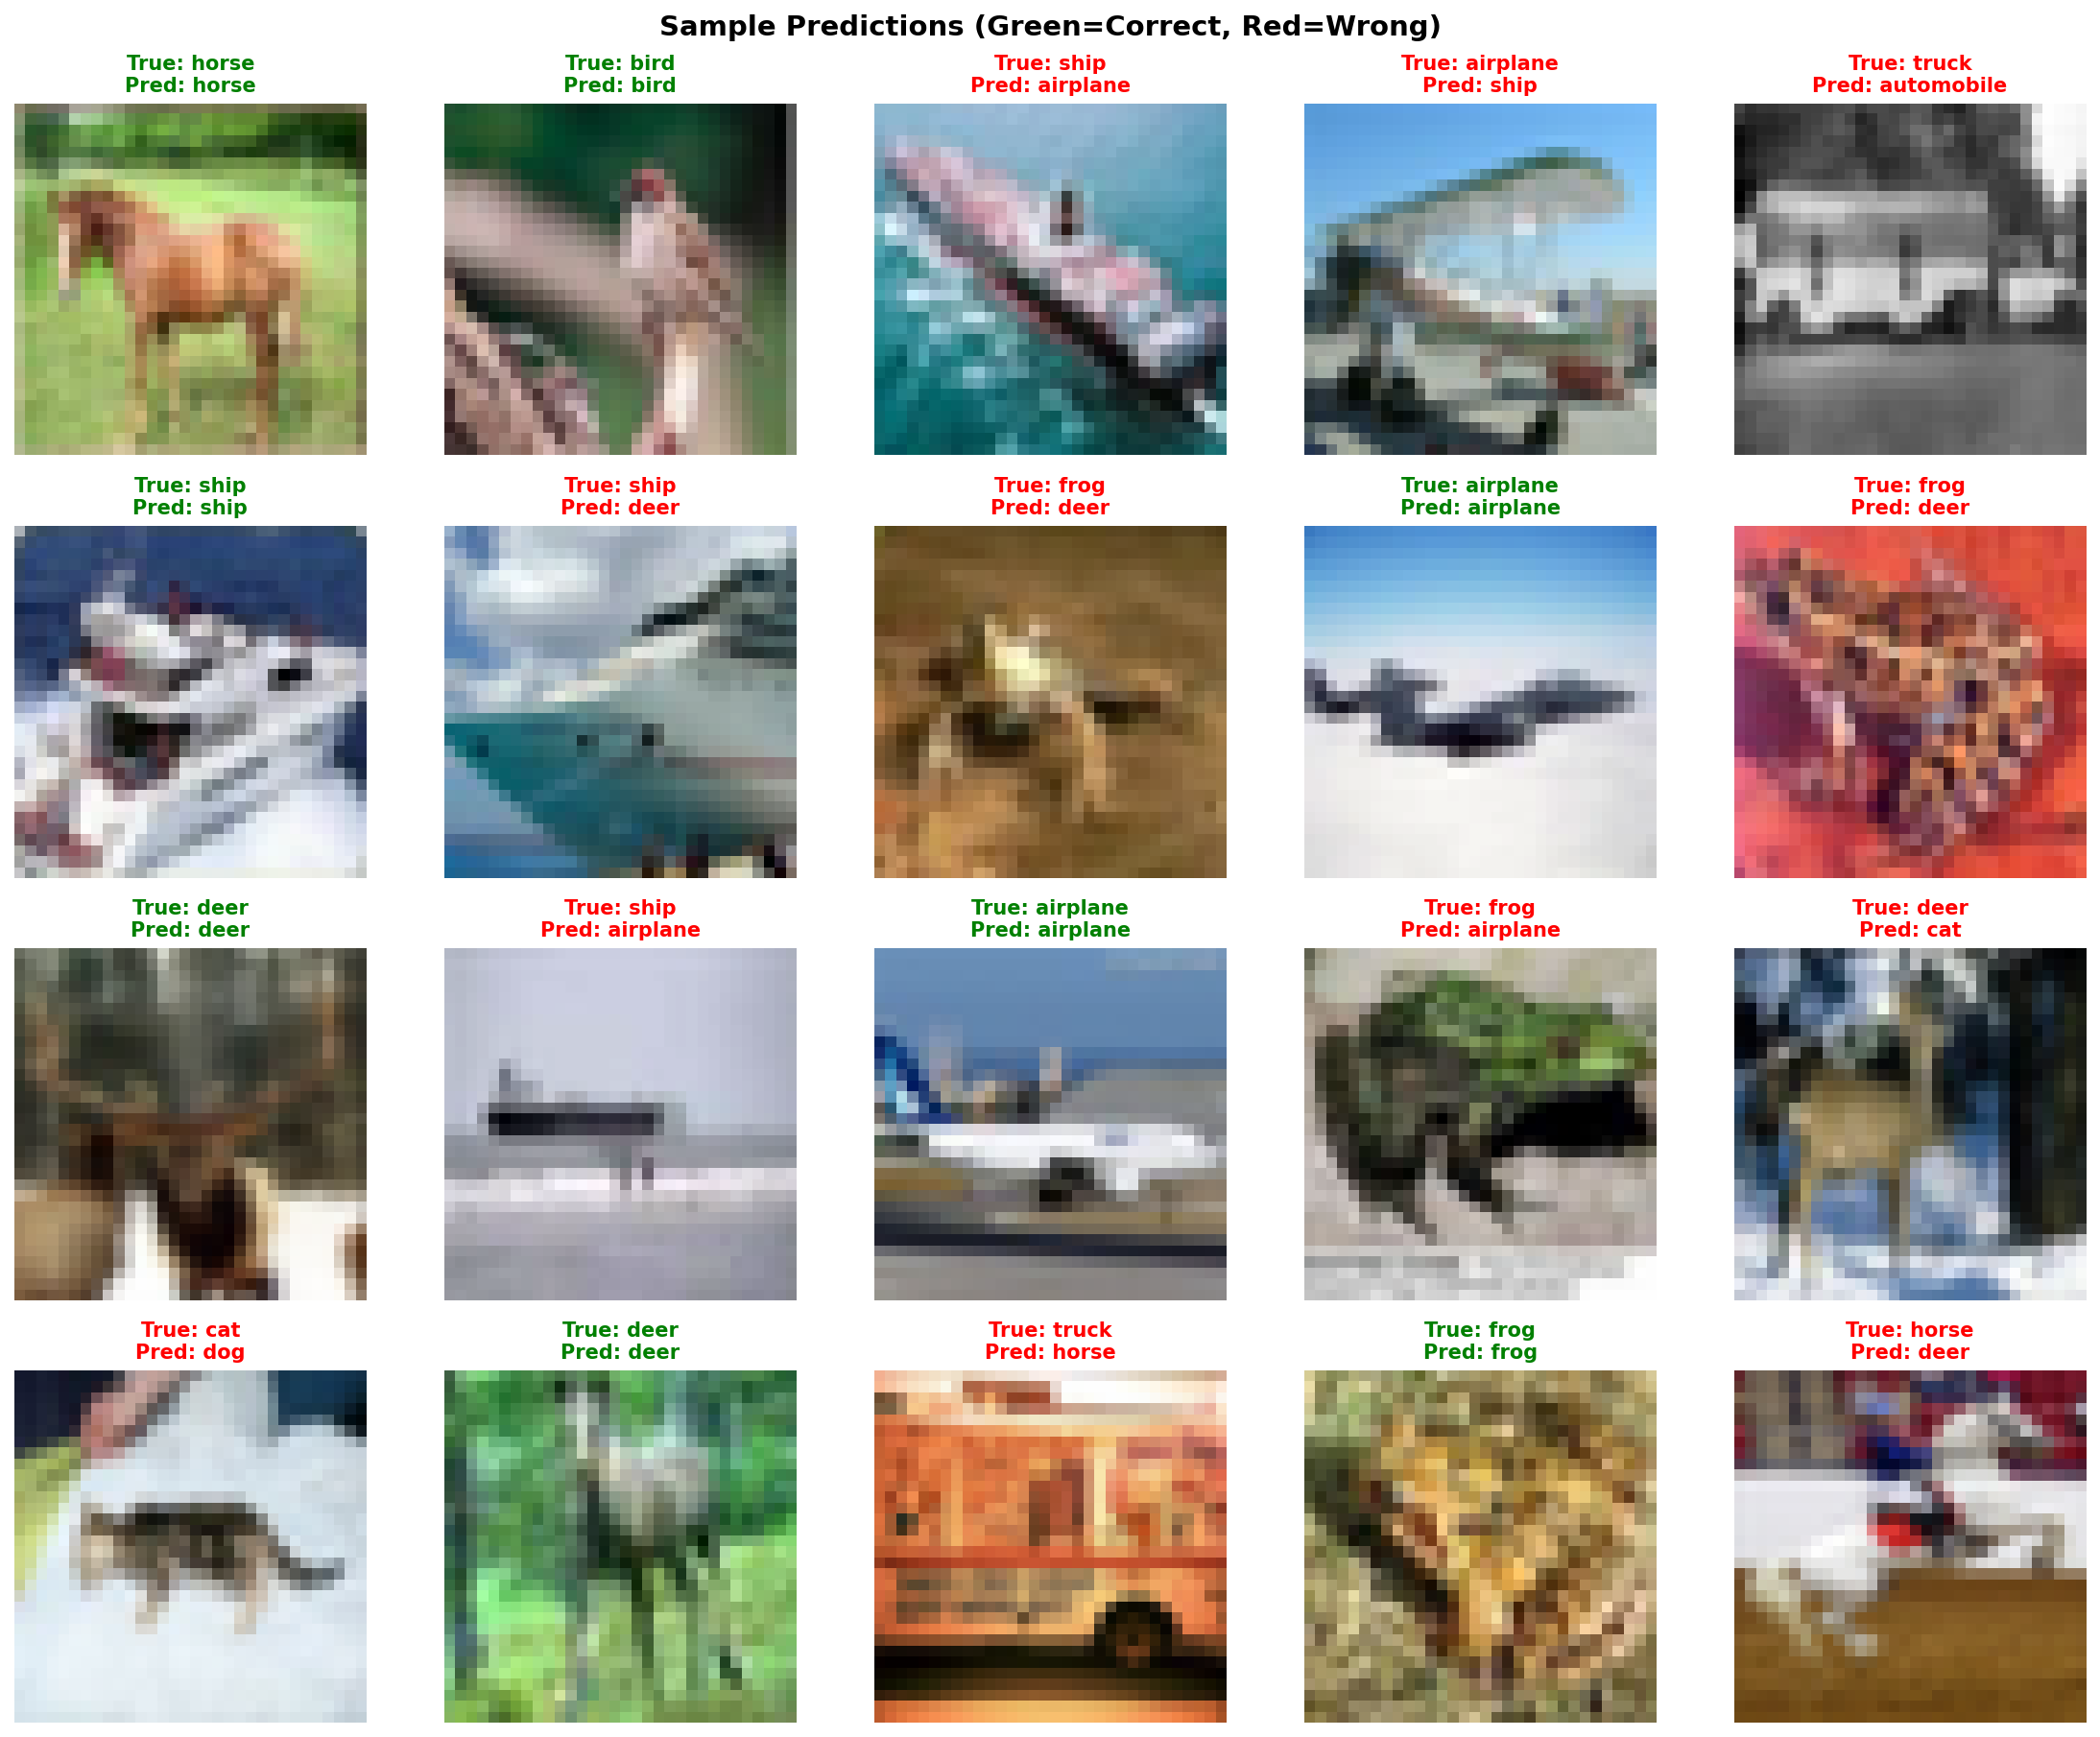 Sample Predictions (Green=Correct, Red=Wrong)
True: horse
Pred: horse
True: bird
Pred: bird
True: ship
Pred: airplane
True: airplane
Pred: ship
True: truck
Pred: automobile
True: ship
Pred: ship
True: ship
Pred: deer
True: frog
Pred: deer
True: airplane
Pred: airplane
True: frog
Pred: deer
True: deer
Pred: deer
True: ship
Pred: airplane
True: airplane
Pred: airplane
True: frog
Pred: airplane
True: deer
Pred: cat
True: cat
Pred: dog
True: deer
Pred: deer
True: truck
Pred: horse
True: frog
Pred: frog
True: horse
Pred: deer